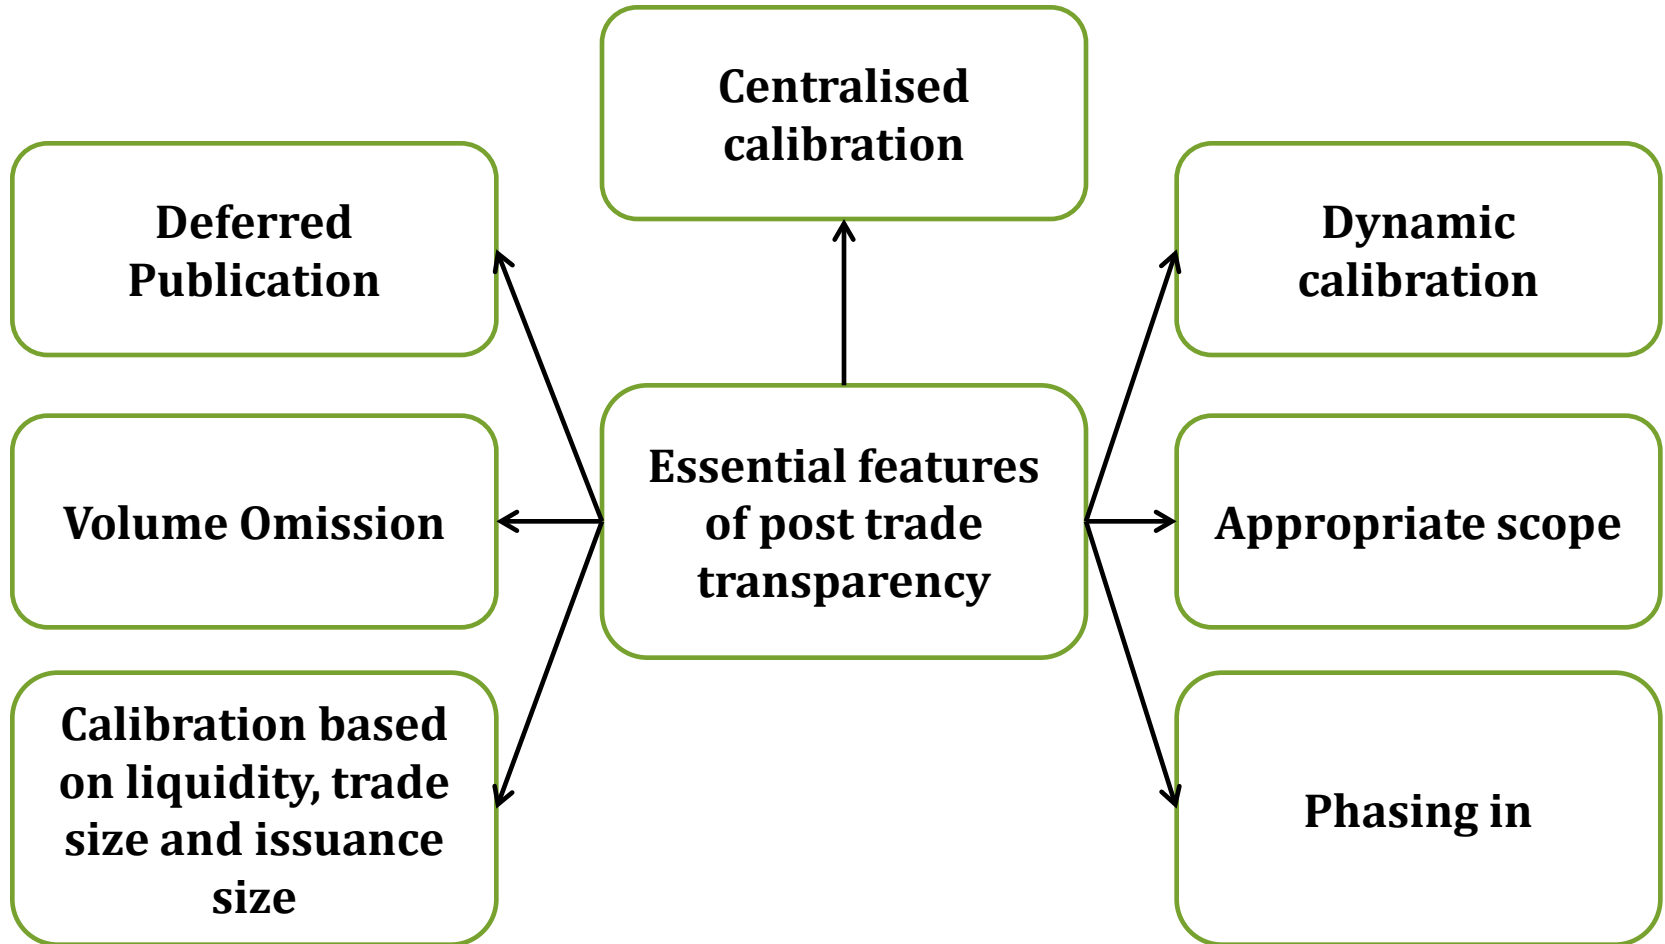 Centralised
calibration
Deferred
Publication
Dynamic
calibration
Essential features
of post trade
transparency
Volume Omission
Appropriate scope
Calibration based
on liquidity, trade
size and issuance
size
Phasing in